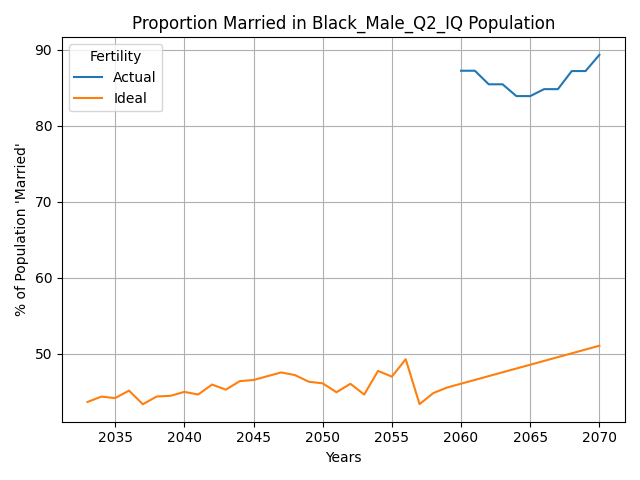 Proportion Married in Black_Male_Q2_IQ Population
Fertility
Actual
Ideal
% of Population 'Married'
90
80
70
60
50
2035 2040 2045 2050 2055 2060 2065 2070
Years